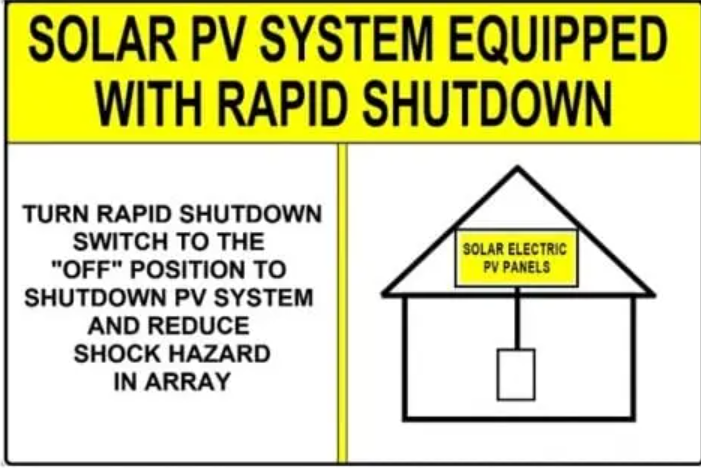 SOLAR PV SYSTEM EQUIPPED
WITH RAPID SHUTDOWN
TURN RAPID SHUTDOWN
SWITCH TO THE
"OFF" POSITION TO
SHUTDOWN PV SYSTEM
AND REDUCE
SHOCK HAZARD
IN ARRAY
SOLAR ELECTRIC
PV PANELS